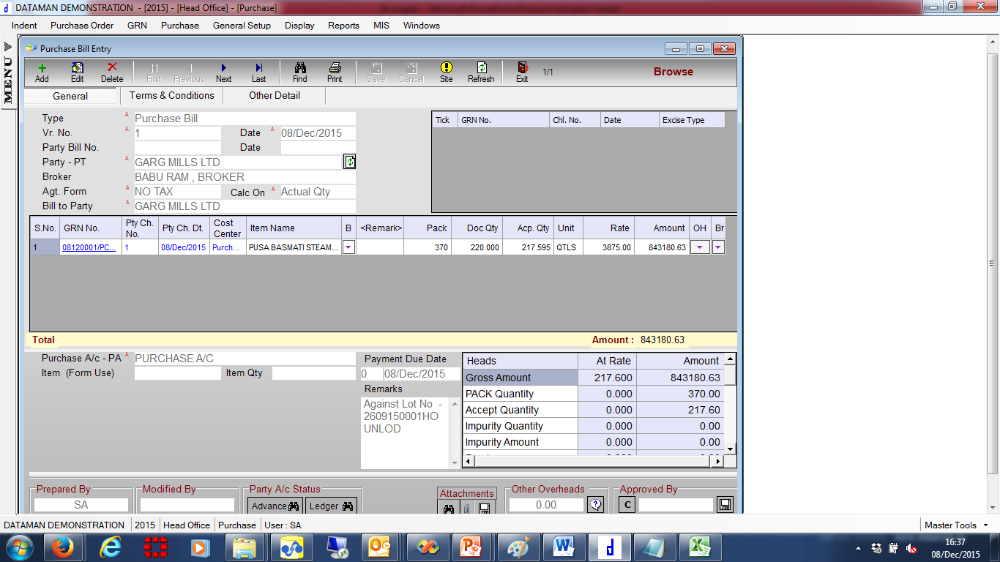 DATAMAN DEMONSTRATION - [2015] - [Head Office] - [Purchase]
Indent Purchase Order GRN Purchase General Setup Display Reports MIS Windows
MENU
Purchase Bill Entry
Add Edit Delete First Previous Next Last Find Print Save Cancel Site Refresh Exit 1/1 Browse
General Terms & Conditions Other Detail
Type Purchase Bill
Vr. No. 1 Date 08/Dec/2015
Party Bill No. Date
Party - PT GARG MILLS LTD
Broker BABU RAM , BROKER
Agt. Form NO TAX Calc On Actual Qty
Bill to Party GARG MILLS LTD
Tick GRN No. Chl. No. Date Excise Type
S.No. GRN No. Pty Ch. No. Pty Ch. Dt. Cost Center Item Name B <Remark> Pack Doc Qty Acp. Qty Unit Rate Amount OH Br
1 08120001/PC... 1 08/Dec/2015 Purch... PUSA BASMATI STEAM... 370 220.000 217.595 QTLS 3875.00 843180.63
Total Amount : 843180.63
Purchase A/c - PA PURCHASE A/C
Item (Form Use) Item Qty
Payment Due Date
0 08/Dec/2015
Remarks
Against Lot No -
2609150001HO
UNLOD
Heads At Rate Amount
Gross Amount 217.600 843180.63
PACK Quantity 0.000 370.00
Accept Quantity 0.000 217.60
Impurity Quantity 0.000 0.00
Impurity Amount 0.000 0.00
Prepared By Modified By Party A/c Status Attachments Other Overheads Approved By
SA Advance Ledger 0.00 C
DATAMAN DEMONSTRATION 2015 Head Office Purchase User : SA Master Tools
16:37
08/Dec/2015